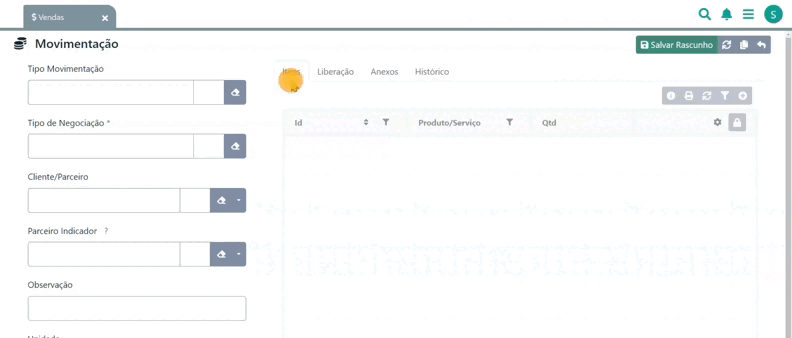 $ Vendas ×
S
Movimentação
Salvar Rascunho
Tipo Movimentação
Liberação Anexos Histórico
Tipo de Negociação *
Id Produto/Serviço Qtd
Cliente/Parceiro
Parceiro Indicador ?
Observação